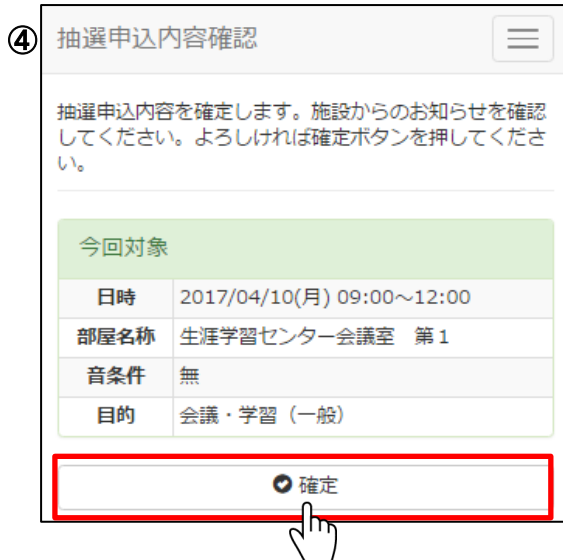 ④
抽選申込内容確認
抽選申込内容を確定します。施設からのお知らせを確認
してください。よろしければ確定ボタンを押してくださ
い。
今回対象
日時 2017/04/10(月) 09:00～12:00
部屋名称 生涯学習センター会議室　第１
音条件 無
目的 会議・学習（一般）
確定